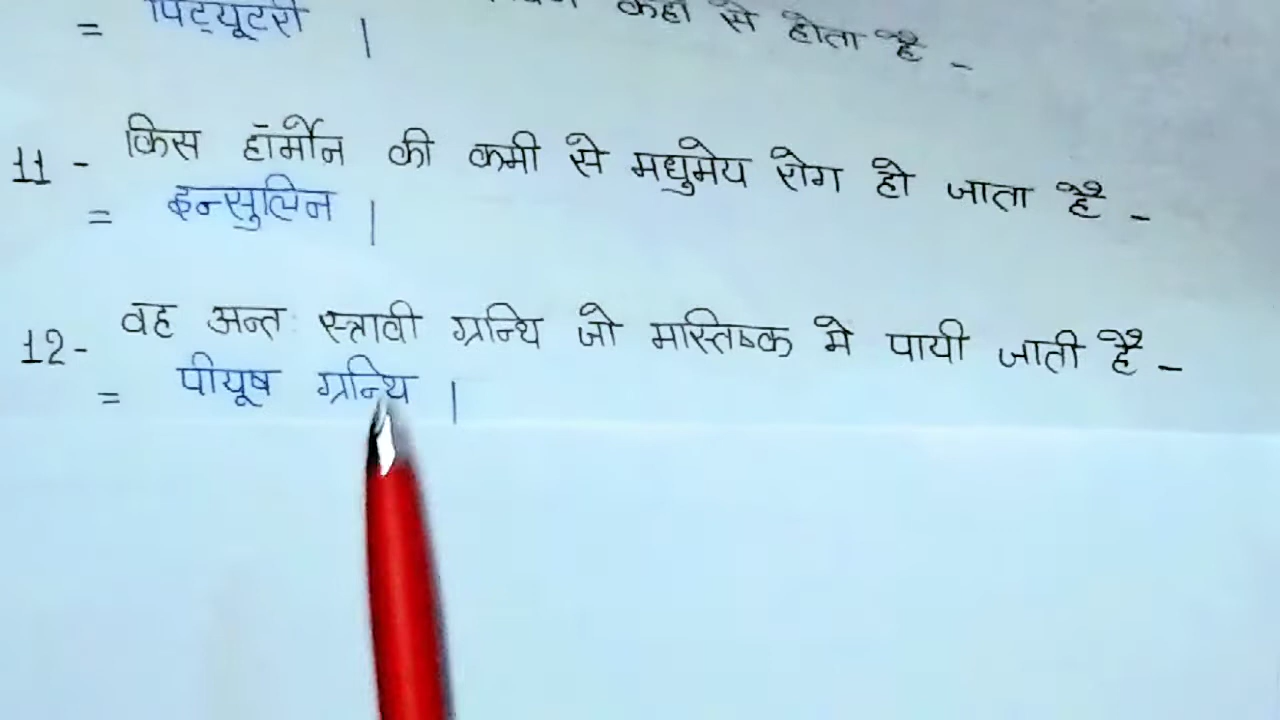 कहाँ से होता है -
= पिट्यूटरी |
11 - किस हॉर्मोन की कमी से मधुमेय रोग हो जाता है -
= इन्सुलिन |
12 - वह अन्त: स्त्रावी ग्रन्थि जो मस्तिष्क मे पायी जाती है -
= पीयूष ग्रन्थि |